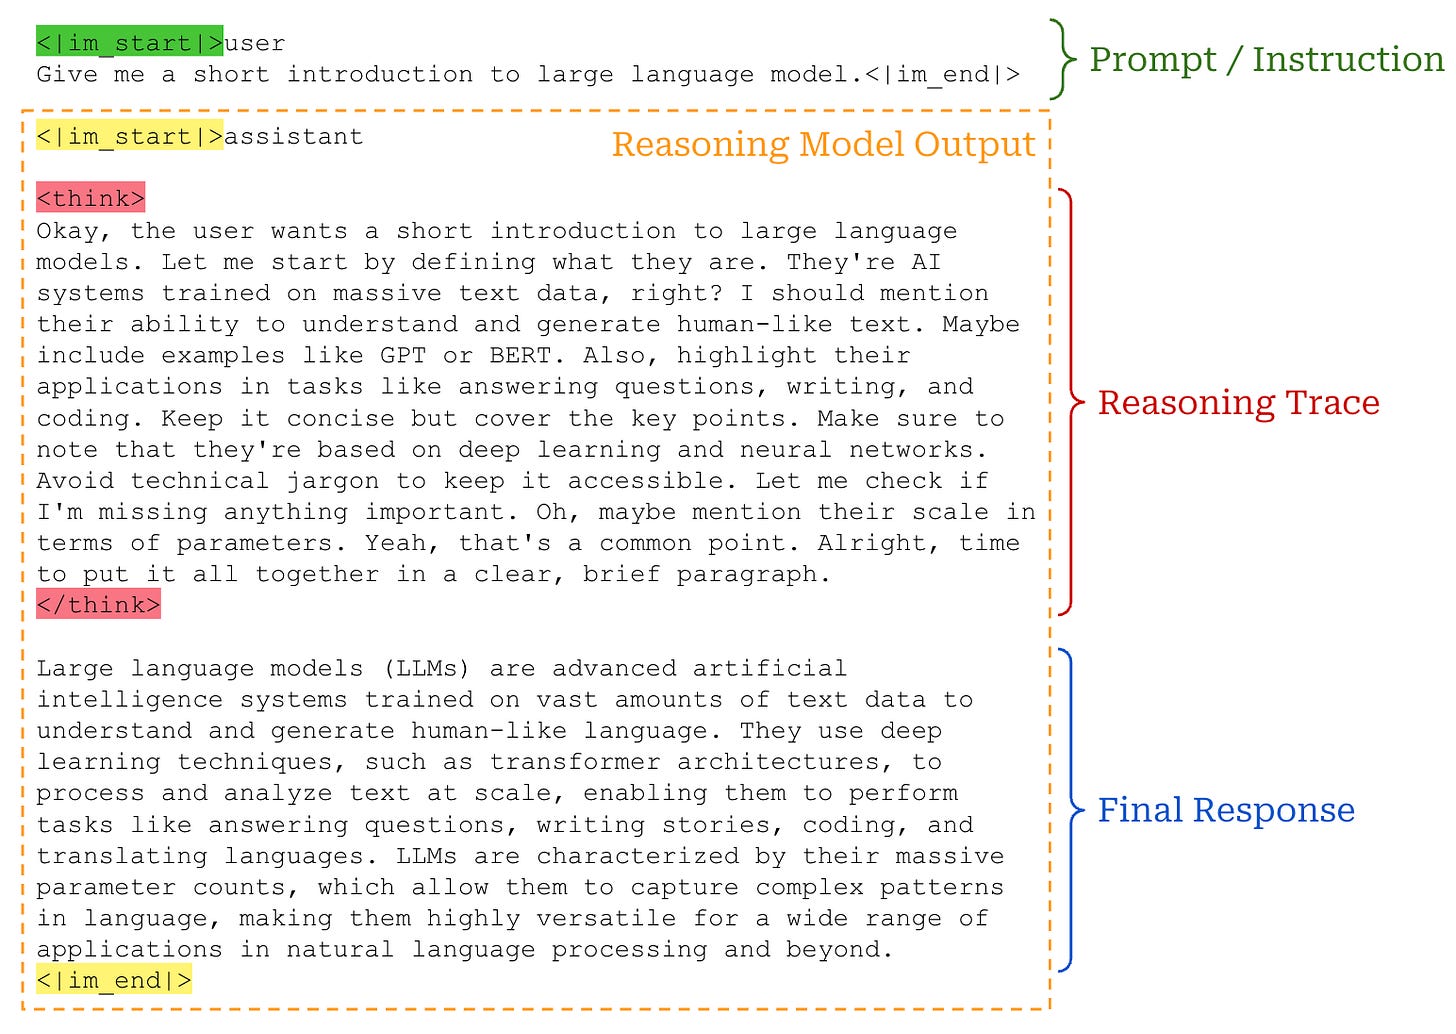 <|im_start|>user
Give me a short introduction to large language model.<|im_end|>
Prompt / Instruction
<|im_start|>assistant
Reasoning Model Output
<think>
Okay, the user wants a short introduction to large language
models. Let me start by defining what they are. They're AI
systems trained on massive text data, right? I should mention
their ability to understand and generate human-like text. Maybe
include examples like GPT or BERT. Also, highlight their
applications in tasks like answering questions, writing, and
coding. Keep it concise but cover the key points. Make sure to
note that they're based on deep learning and neural networks.
Avoid technical jargon to keep it accessible. Let me check if
I'm missing anything important. Oh, maybe mention their scale in
terms of parameters. Yeah, that's a common point. Alright, time
to put it all together in a clear, brief paragraph.
</think>
Reasoning Trace
Large language models (LLMs) are advanced artificial
intelligence systems trained on vast amounts of text data to
understand and generate human-like language. They use deep
learning techniques, such as transformer architectures, to
process and analyze text at scale, enabling them to perform
tasks like answering questions, writing stories, coding, and
translating languages. LLMs are characterized by their massive
parameter counts, which allow them to capture complex patterns
in language, making them highly versatile for a wide range of
applications in natural language processing and beyond.
<|im_end|>
Final Response